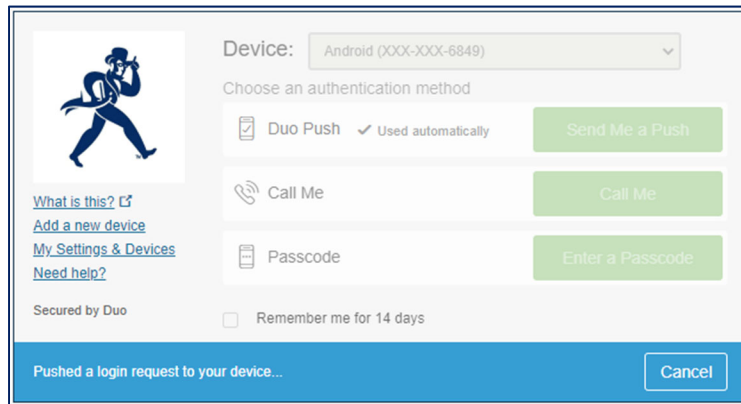 Device: Android (XXX-XXX-6849)
Choose an authentication method
Duo Push Used automatically Send Me a Push
Call Me Call Me
Passcode Enter a Passcode
Remember me for 14 days
What is this?
Add a new device
My Settings & Devices
Need help?
Secured by Duo
Pushed a login request to your device... Cancel